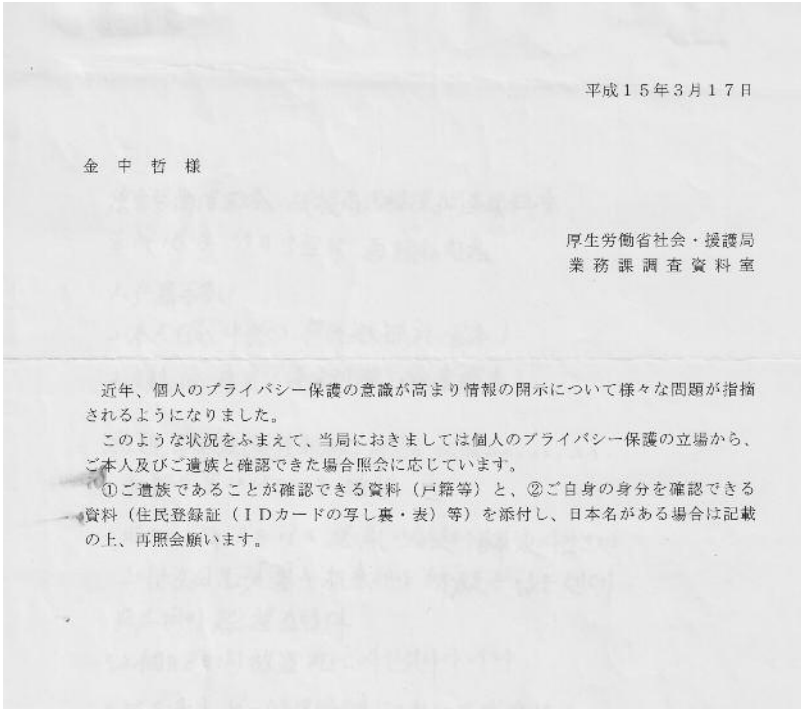 平成15年3月17日
金中哲様
厚生労働省社会・援護局
業務課調査資料室
近年、個人のプライバシー保護の意識が高まり情報の開示について様々な問題が指摘
されるようになりました。
このような状況をふまえて、当局におきましては個人のプライバシー保護の立場から、
ご本人及びご遺族と確認できた場合照会に応じています。
①ご遺族であることが確認できる資料(戸籍等)と、②ご自身の身分を確認できる
資料(住民登録証(IDカードの写し裏・表)等)を添付し、日本名がある場合は記載
の上、再照会願います。